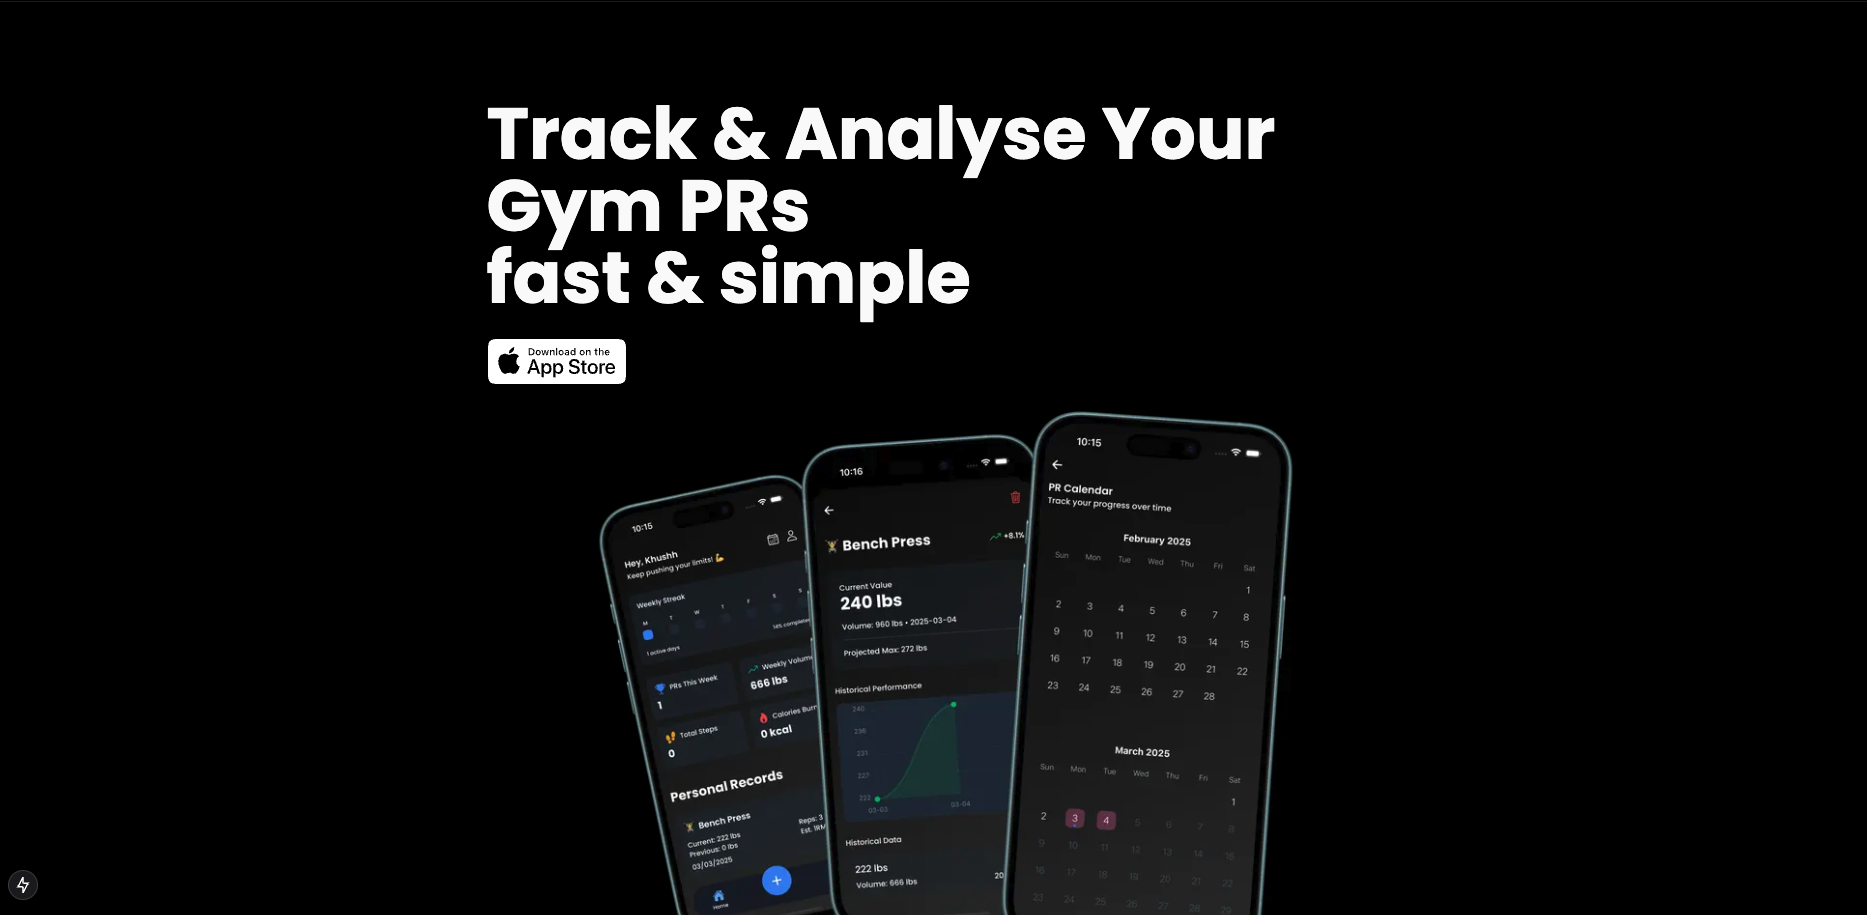 Track & Analyse Your
Gym PRs
fast & simple
Download on the
App Store
10:15
Hey, Khushh
Keep pushing your limits! 💪
Weekly Streak
M T W T F S S
14% complete
1 active days
PRs This Week
1
Weekly Volum
666 lbs
Total Steps
0
Calories Burn
0 kcal
Personal Records
Bench Press
Current: 222 lbs
Previous: 0 lbs
03/03/2025
Reps: 3
Est. 1RM
+
Home
10:16
Bench Press
+8.1%
Current Value
240 lbs
Volume: 960 lbs • 2025-03-04
Projected Max: 272 lbs
Historical Performance
240
236
231
227
222
03-03 03-04
Historical Data
222 lbs
Volume: 666 lbs
20
10:15
PR Calendar
Track your progress over time
February 2025
Sun Mon Tue Wed Thu Fri Sat
1
2 3 4 5 6 7 8
9 10 11 12 13 14 15
16 17 18 19 20 21 22
23 24 25 26 27 28
March 2025
Sun Mon Tue Wed Thu Fri Sat
1
2 3 4 5 6 7 8
9 10 11 12 13 14 15
16 17 18 19 20 21 22
23 24 25 26 27 28 29